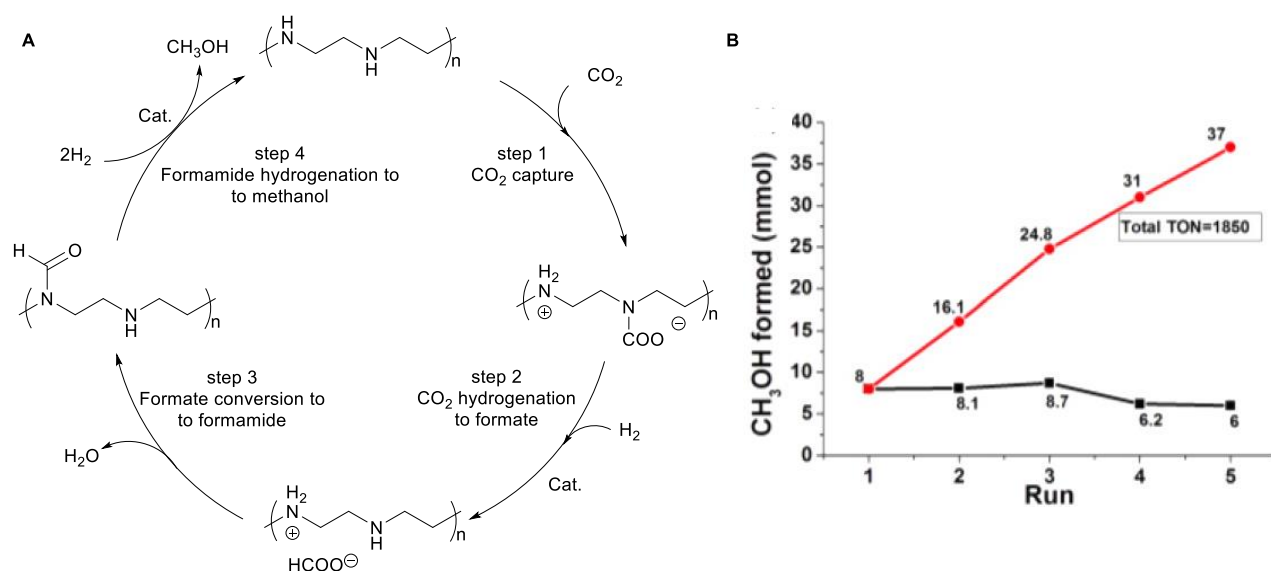 A
CH3OH
H
N
N
H
n
CO2
Cat.
2H2
step 4
Formamide hydrogenation to
to methanol
step 1
CO2 capture
H
O
N
N
H
n
H2
N
⊕
N
COO
⊖
n
step 3
Formate conversion to
to formamide
step 2
CO2 hydrogenation
to formate
H2O
H2
Cat.
H2
N
⊕
N
H
n
HCOO⊖
B
CH3OH formed (mmol)
40
35
30
25
20
15
10
5
0
37
31
24.8
16.1
8
8.1
8.7
6.2
6
Total TON=1850
1
2
3
4
5
Run